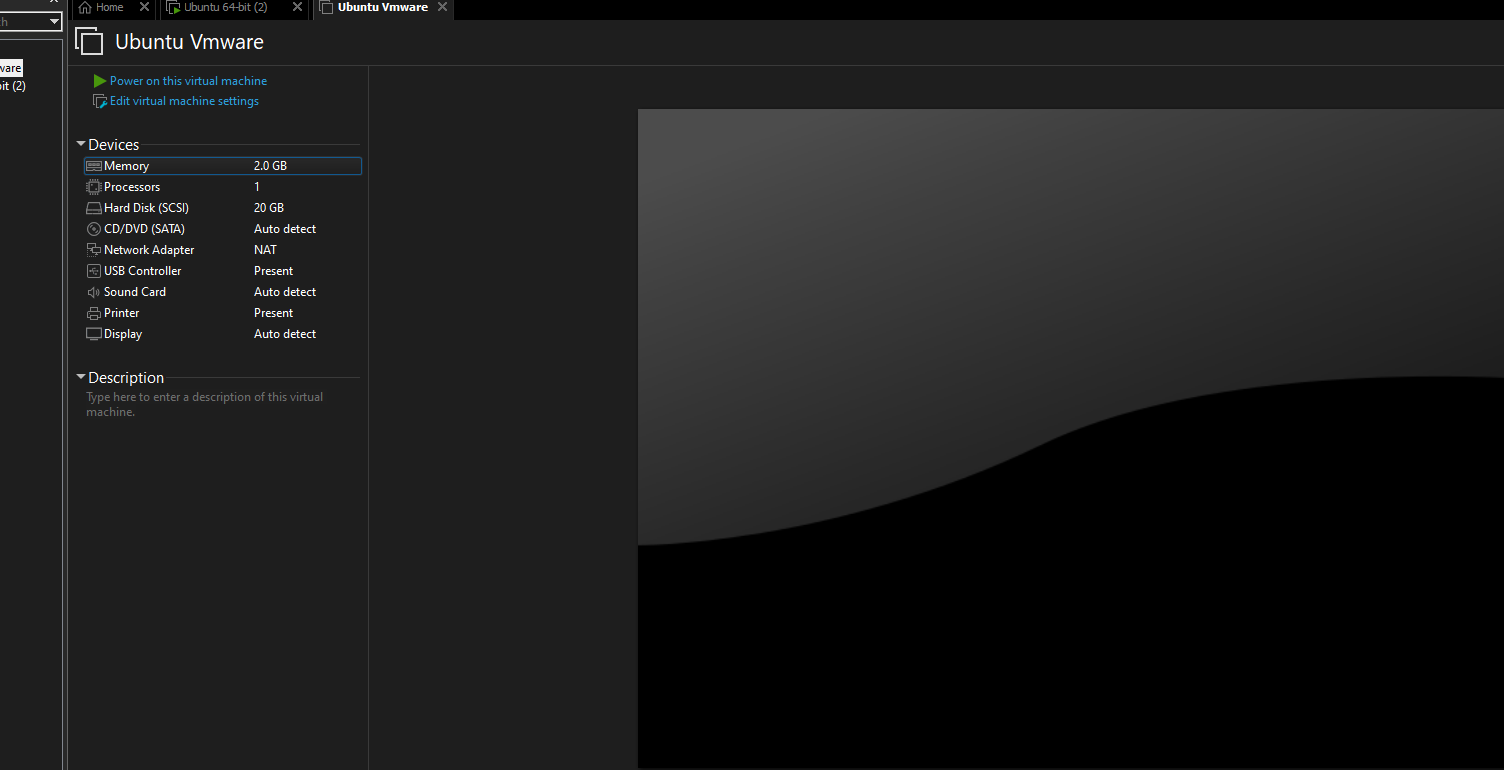 Home
Ubuntu 64-bit (2)
Ubuntu Vmware
h
ware
bit (2)
Ubuntu Vmware
Power on this virtual machine
Edit virtual machine settings
Devices
Memory 2.0 GB
Processors 1
Hard Disk (SCSI) 20 GB
CD/DVD (SATA) Auto detect
Network Adapter NAT
USB Controller Present
Sound Card Auto detect
Printer Present
Display Auto detect
Description
Type here to enter a description of this virtual
machine.